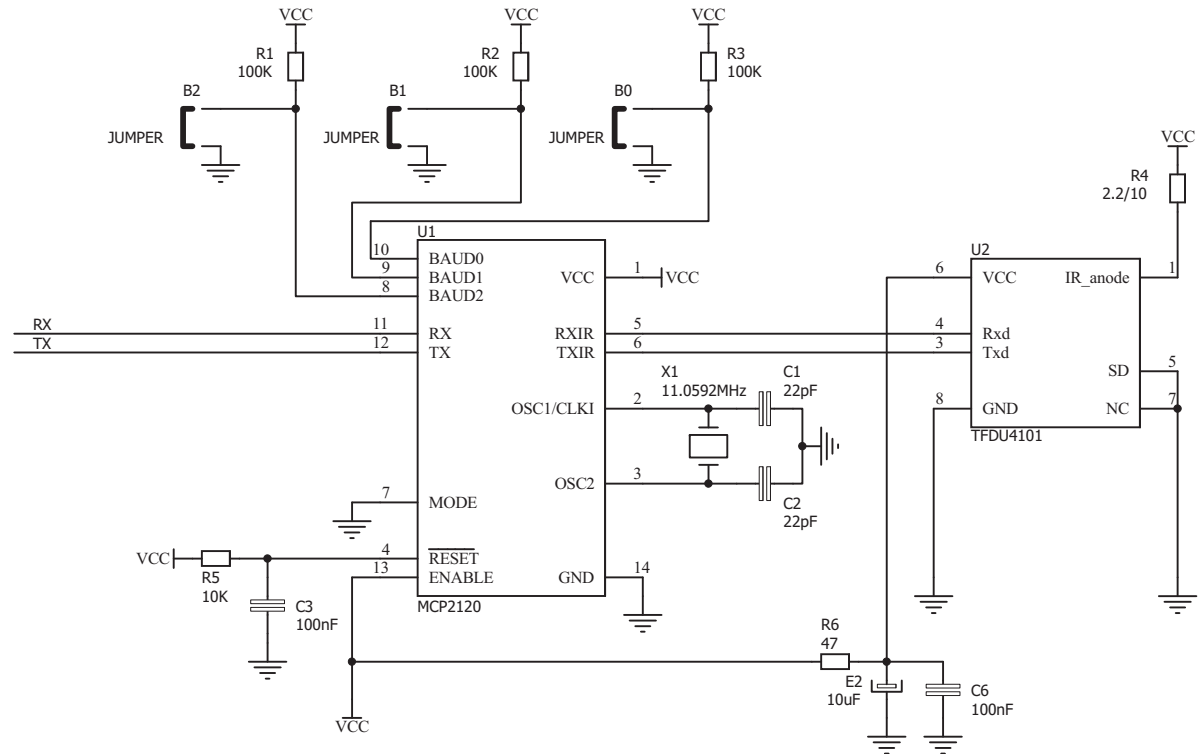 VCC
VCC
VCC
R1
100K
R2
100K
R3
100K
B2
JUMPER
B1
JUMPER
B0
JUMPER
VCC
R4
2.2/10
U1
10 BAUD0
9 BAUD1
8 BAUD2
RX 11 RX
TX 12 TX
VCC 1 VCC
RXIR 5
TXIR 6
OSC1/CLKI 2
OSC2 3
7 MODE
4 RESET
13 ENABLE
GND 14
MCP2120
U2
6 VCC
IR_anode 1
4 Rxd
3 Txd
SD 5
8 GND
NC 7
TFDU4101
X1
11.0592MHz
C1
22pF
C2
22pF
VCC
R5
10K
C3
100nF
VCC
R6
47
E2
10uF
C6
100nF